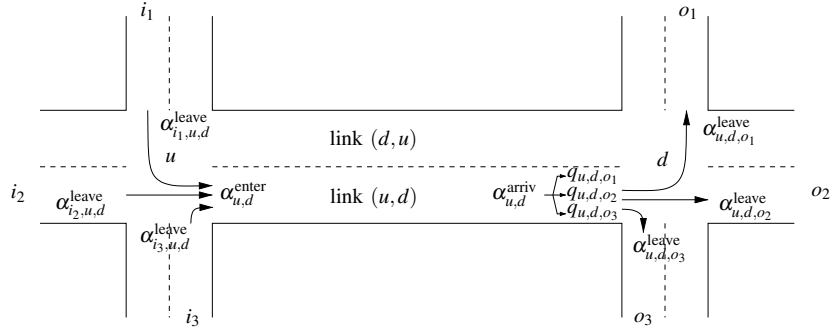 i₁ o₁
α^leave_{i₁,u,d} link (d,u) α^leave_{u,d,o₁}
u d
i₂ α^leave_{i₂,u,d} α^enter_{u,d} link (u,d) α^arriv_{u,d} q_{u,d,o₁} α^leave_{u,d,o₂} o₂
q_{u,d,o₂}
q_{u,d,o₃}
α^leave_{i₃,u,d} α^leave_{u,d,o₃}
i₃ o₃